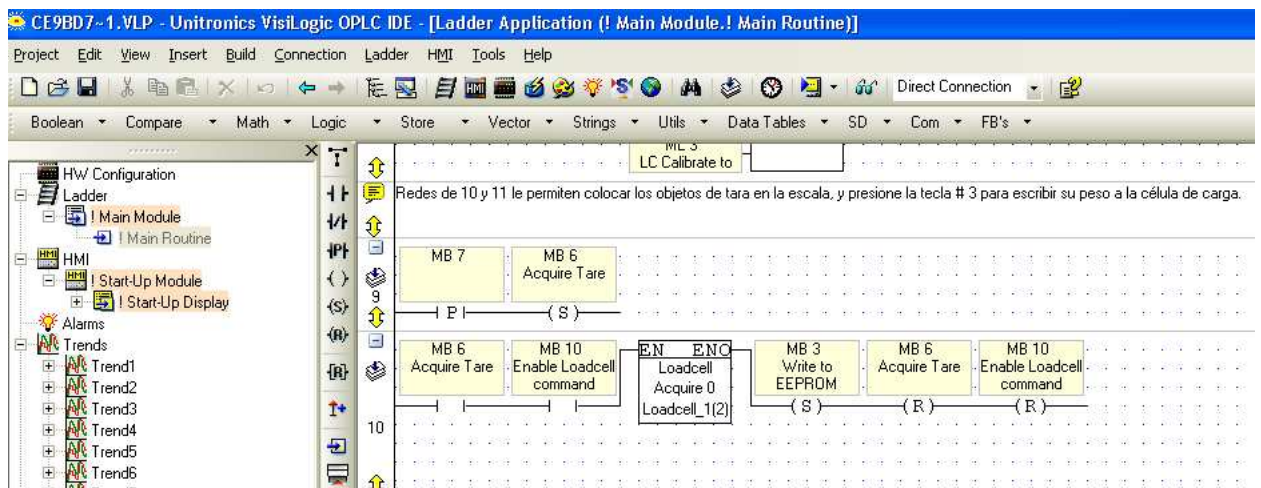 CE9BD7~1.VLP - Unitronics VisiLogic OPLC IDE - [Ladder Application (! Main Module.! Main Routine)]
Project Edit View Insert Build Connection Ladder HMI Tools Help
Direct Connection
Boolean Compare Math Logic Store Vector Strings Utils Data Tables SD Com FB's
HW Configuration
Ladder
! Main Module
! Main Routine
HMI
! Start-Up Module
! Start-Up Display
Alarms
Trends
Trend1
Trend2
Trend3
Trend4
Trend5
Trend6
ML 3
LC Calibrate to
Redes de 10 y 11 le permiten colocar los objetos de tara en la escala, y presione la tecla # 3 para escribir su peso a la célula de carga.
9
MB 7
P
MB 6
Acquire Tare
(S)
10
MB 6
Acquire Tare
MB 10
Enable Loadcell
command
EN ENO
Loadcell
Acquire 0
Loadcell_1(2)
MB 3
Write to
EEPROM
(S)
MB 6
Acquire Tare
(R)
MB 10
Enable Loadcell
command
(R)